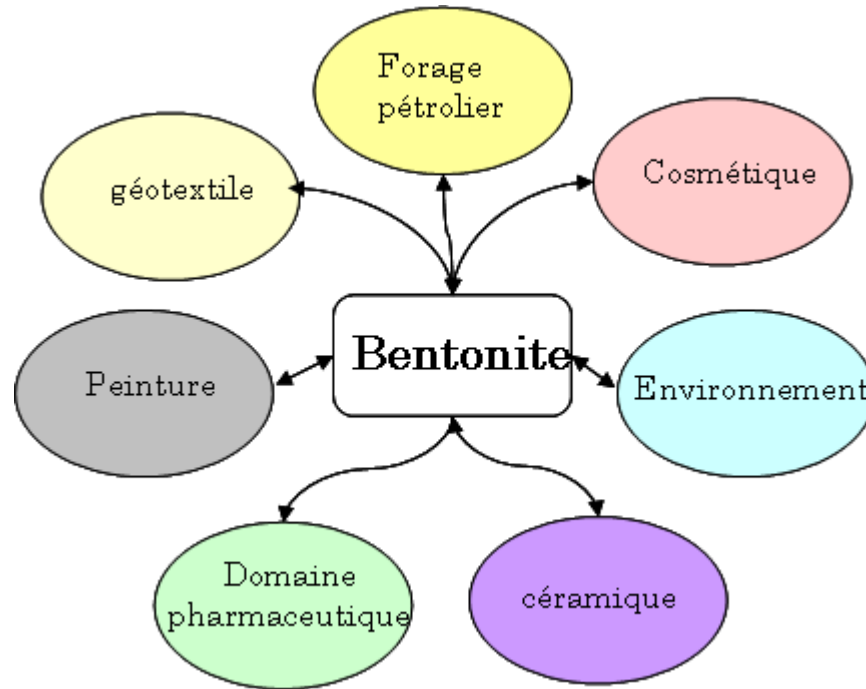 Forage
pétrolier
géotextile
Cosmétique
Bentonite
Peinture
Environnement
Domaine
pharmaceutique
céramique